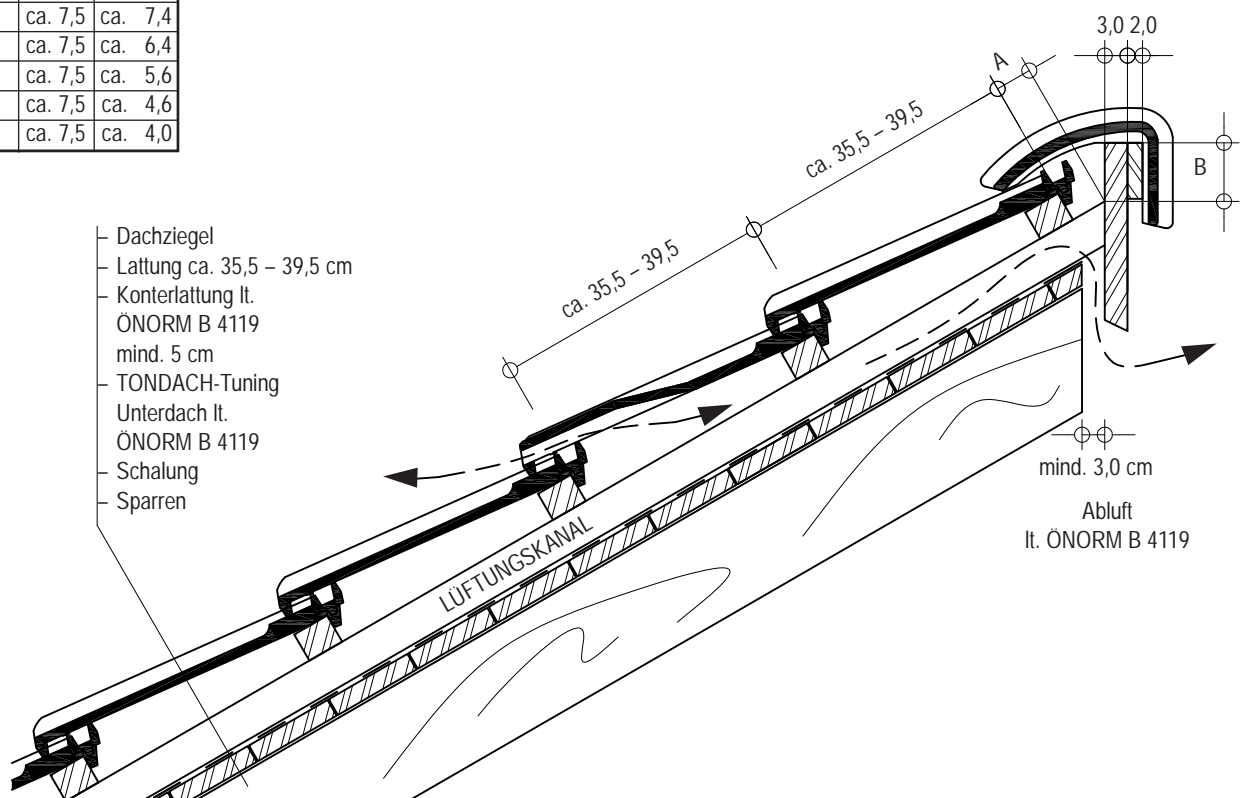 ca. 7,5 ca. 7,4
ca. 7,5 ca. 6,4
ca. 7,5 ca. 5,6
ca. 7,5 ca. 4,6
ca. 7,5 ca. 4,0
3,0 2,0
A
ca. 35,5 – 39,5
B
ca. 35,5 – 39,5
– Dachziegel
– Lattung ca. 35,5 – 39,5 cm
– Konterlattung lt.
ÖNORM B 4119
mind. 5 cm
– TONDACH-Tuning
Unterdach lt.
ÖNORM B 4119
– Schalung
– Sparren
mind. 3,0 cm
Abluft
lt. ÖNORM B 4119
LÜFTUNGSKANAL